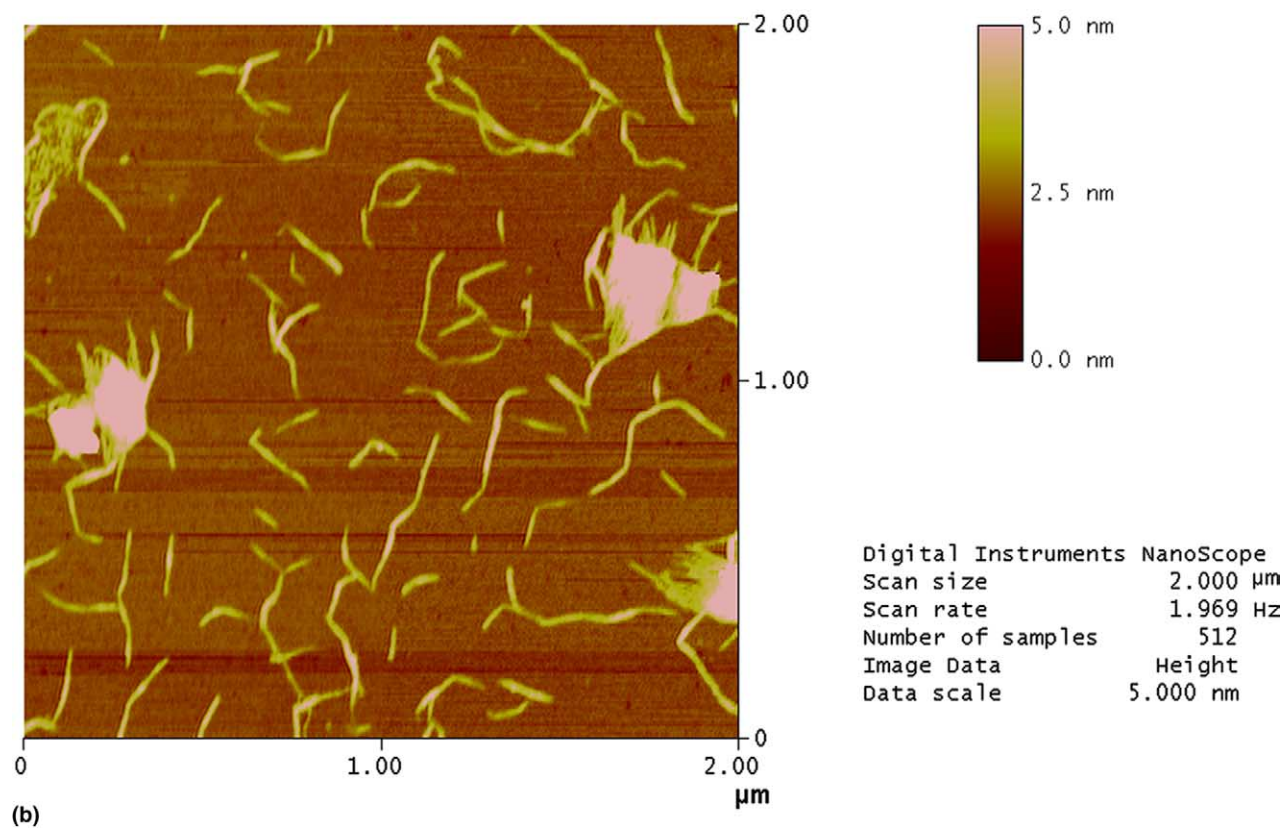 2.00
1.00
0
0
1.00
2.00
μm
5.0 nm
2.5 nm
0.0 nm
Digital Instruments NanoScope
Scan size 2.000 μm
Scan rate 1.969 Hz
Number of samples 512
Image Data Height
Data scale 5.000 nm
(b)